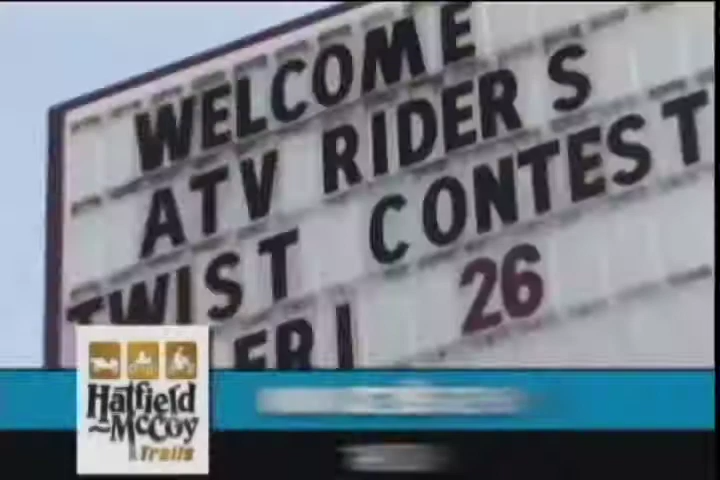 WELCOME
ATV RIDERS
TWIST CONTEST
FRI 26
Hatfield
McCoy
Trails